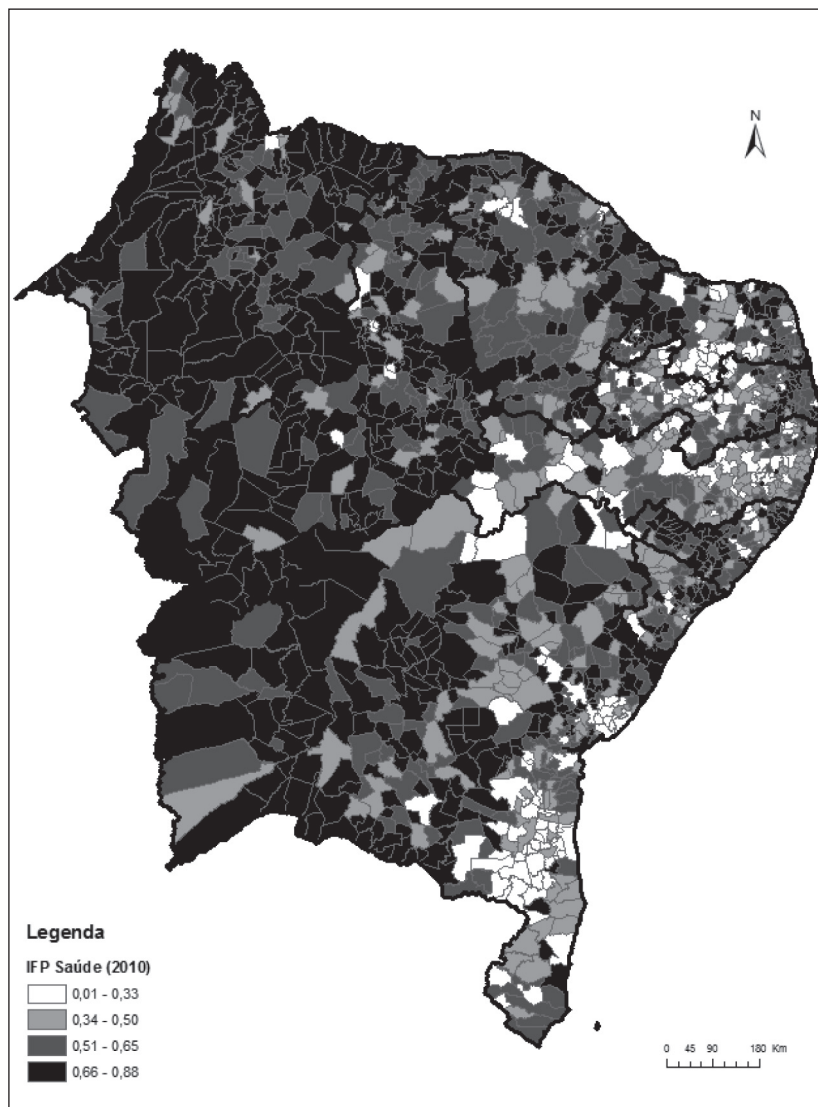 N
Legenda
IFP Saúde (2010)
0,01 - 0,33
0,34 - 0,50
0,51 - 0,65
0,66 - 0,88
0 45 90 180 Km